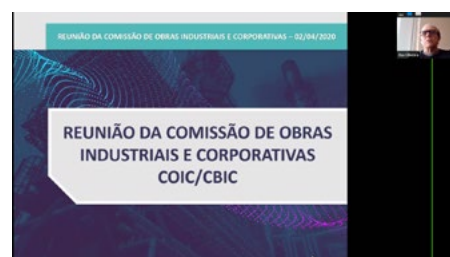 REUNIÃO DA COMISSÃO DE OBRAS INDUSTRIAIS E CORPORATIVAS – 02/04/2020
REUNIÃO DA COMISSÃO DE OBRAS
INDUSTRIAIS E CORPORATIVAS
COIC/CBIC